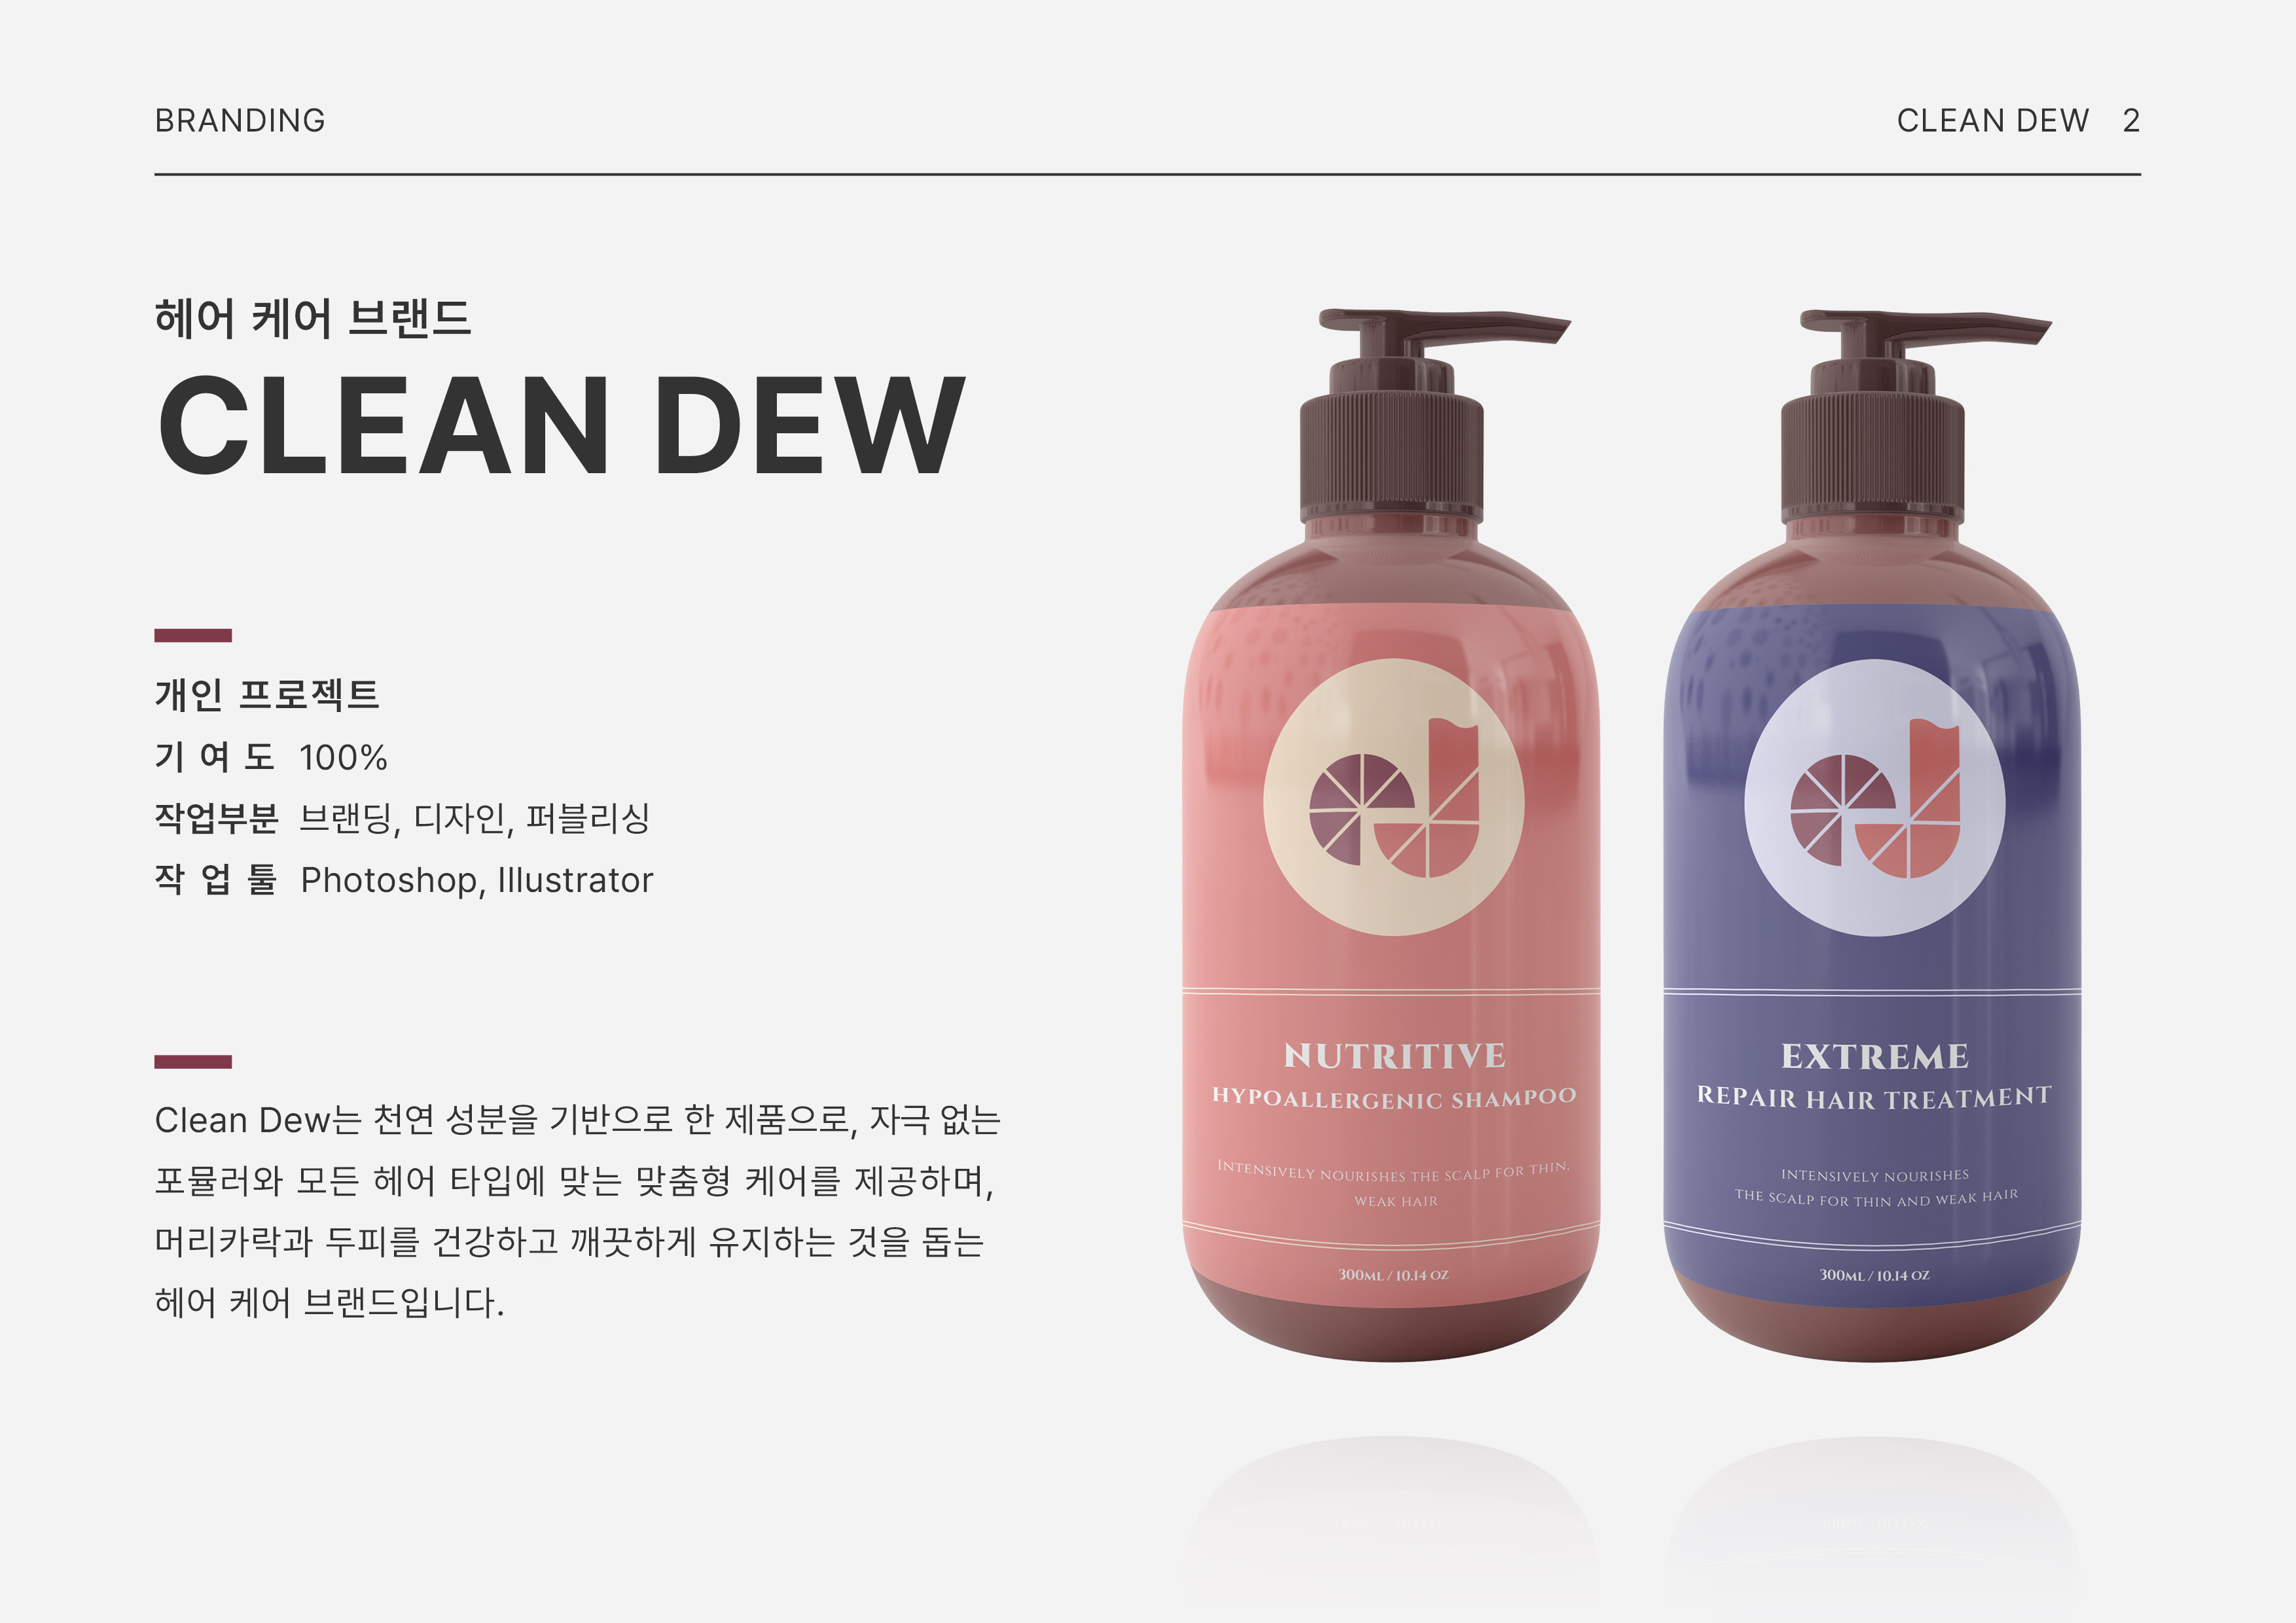 BRANDING
CLEAN DEW 2
헤어 케어 브랜드
CLEAN DEW
개인 프로젝트
기 여 도 100%
작업부분 브랜딩, 디자인, 퍼블리싱
작 업 툴 Photoshop, Illustrator
Clean Dew는 천연 성분을 기반으로 한 제품으로, 자극 없는
포뮬러와 모든 헤어 타입에 맞는 맞춤형 케어를 제공하며,
머리카락과 두피를 건강하고 깨끗하게 유지하는 것을 돕는
헤어 케어 브랜드입니다.
cd
NUTRITIVE
HYPOALLERGENIC SHAMPOO
INTENSIVELY NOURISHES THE SCALP FOR THIN,
WEAK HAIR
300ML / 10.14 OZ
cd
EXTREME
REPAIR HAIR TREATMENT
INTENSIVELY NOURISHES
THE SCALP FOR THIN AND WEAK HAIR
300ML / 10.14 OZ